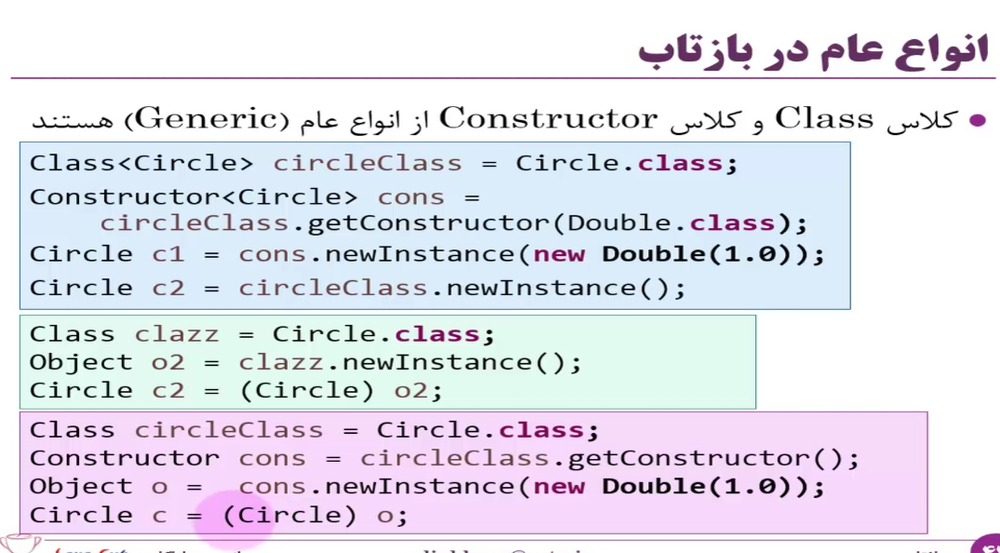 انواع عام در بازتاب
کلاس Class و کلاس Constructor از انواع عام (Generic) هستند
Class<Circle> circleClass = Circle.class;
Constructor<Circle> cons =
circleClass.getConstructor(Double.class);
Circle c1 = cons.newInstance(new Double(1.0));
Circle c2 = circleClass.newInstance();
Class clazz = Circle.class;
Object o2 = clazz.newInstance();
Circle c2 = (Circle) o2;
Class circleClass = Circle.class;
Constructor cons = circleClass.getConstructor();
Object o = cons.newInstance(new Double(1.0));
Circle c = (Circle) o;